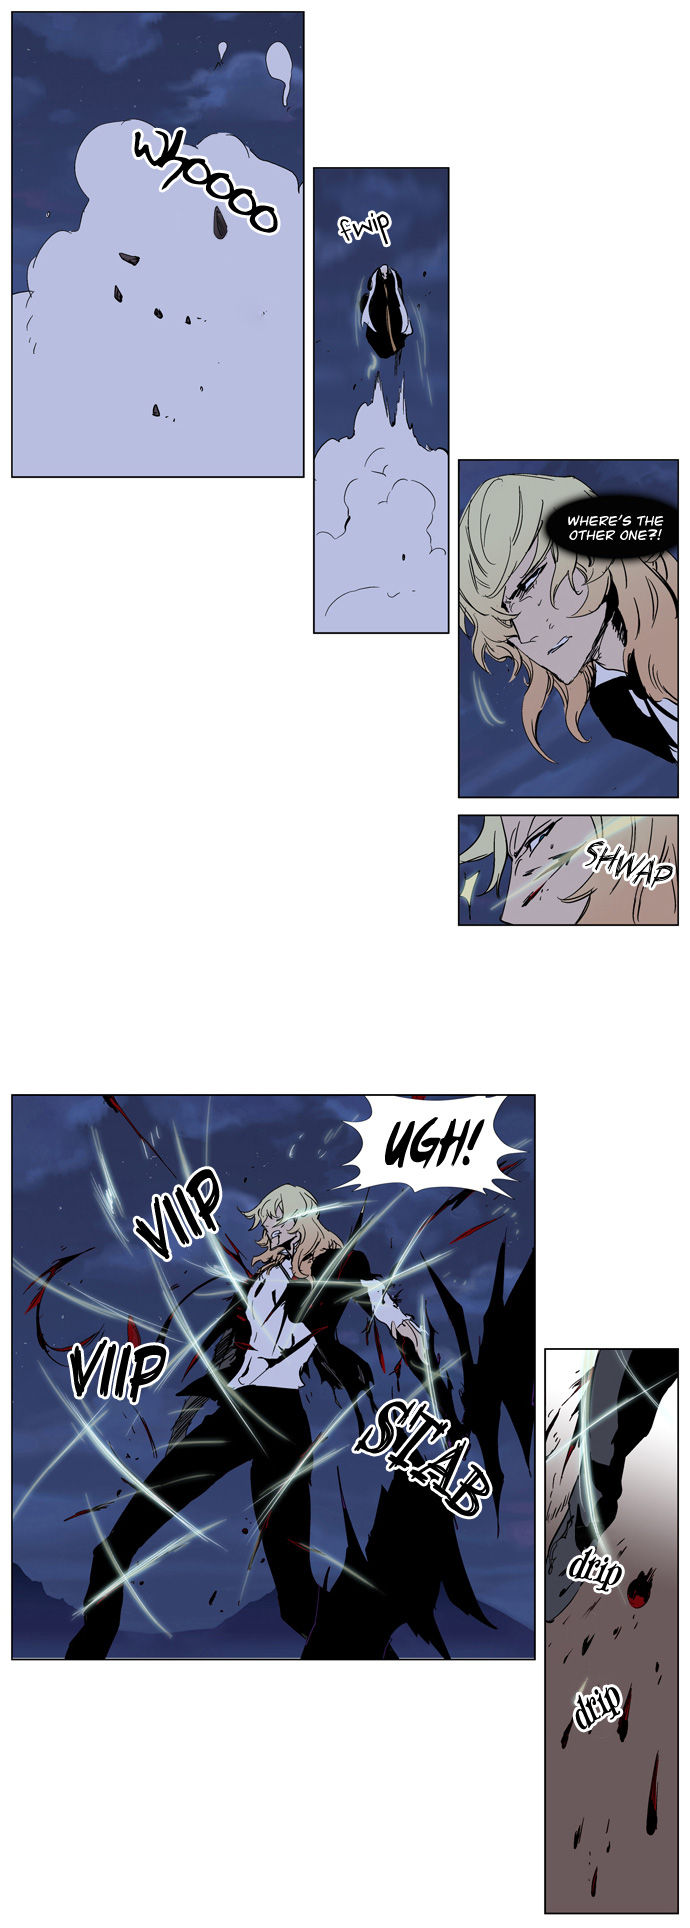 whoooo
fwip
WHERE'S THE
OTHER ONE?!
SHWAP
UGH!
VIIP
VIIP
STAB
drip
drip